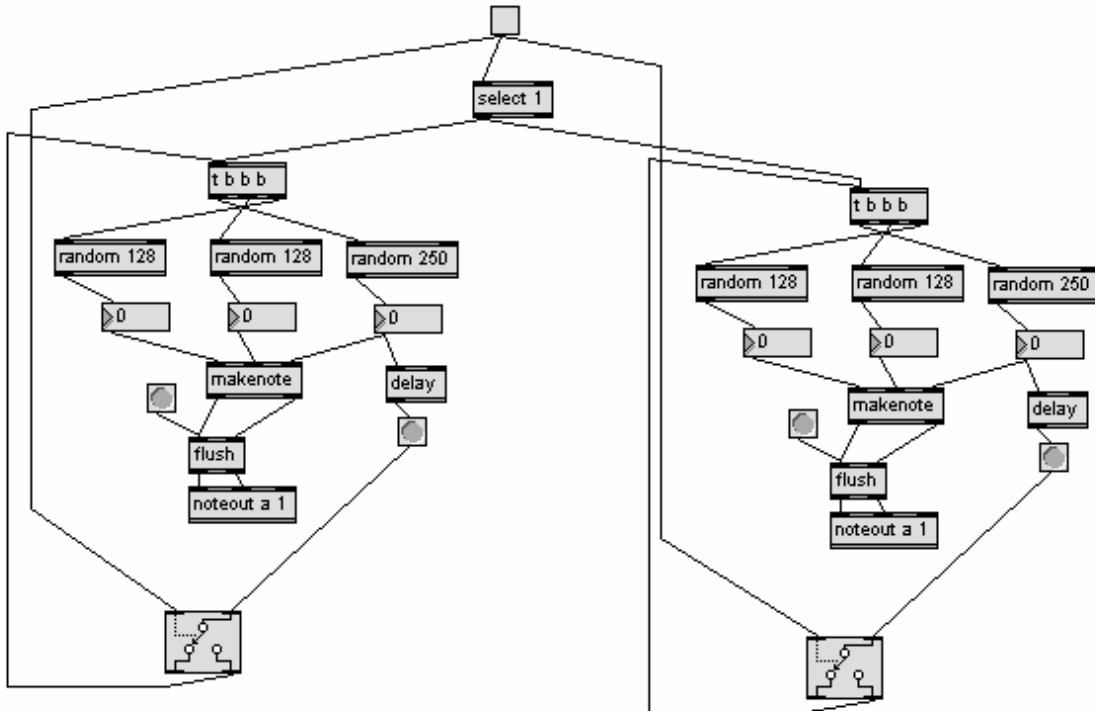 select 1
t b b b
random 128
random 128
random 250
0
0
0
makenote
delay
flush
noteout a 1
t b b b
random 128
random 128
random 250
0
0
0
makenote
delay
flush
noteout a 1